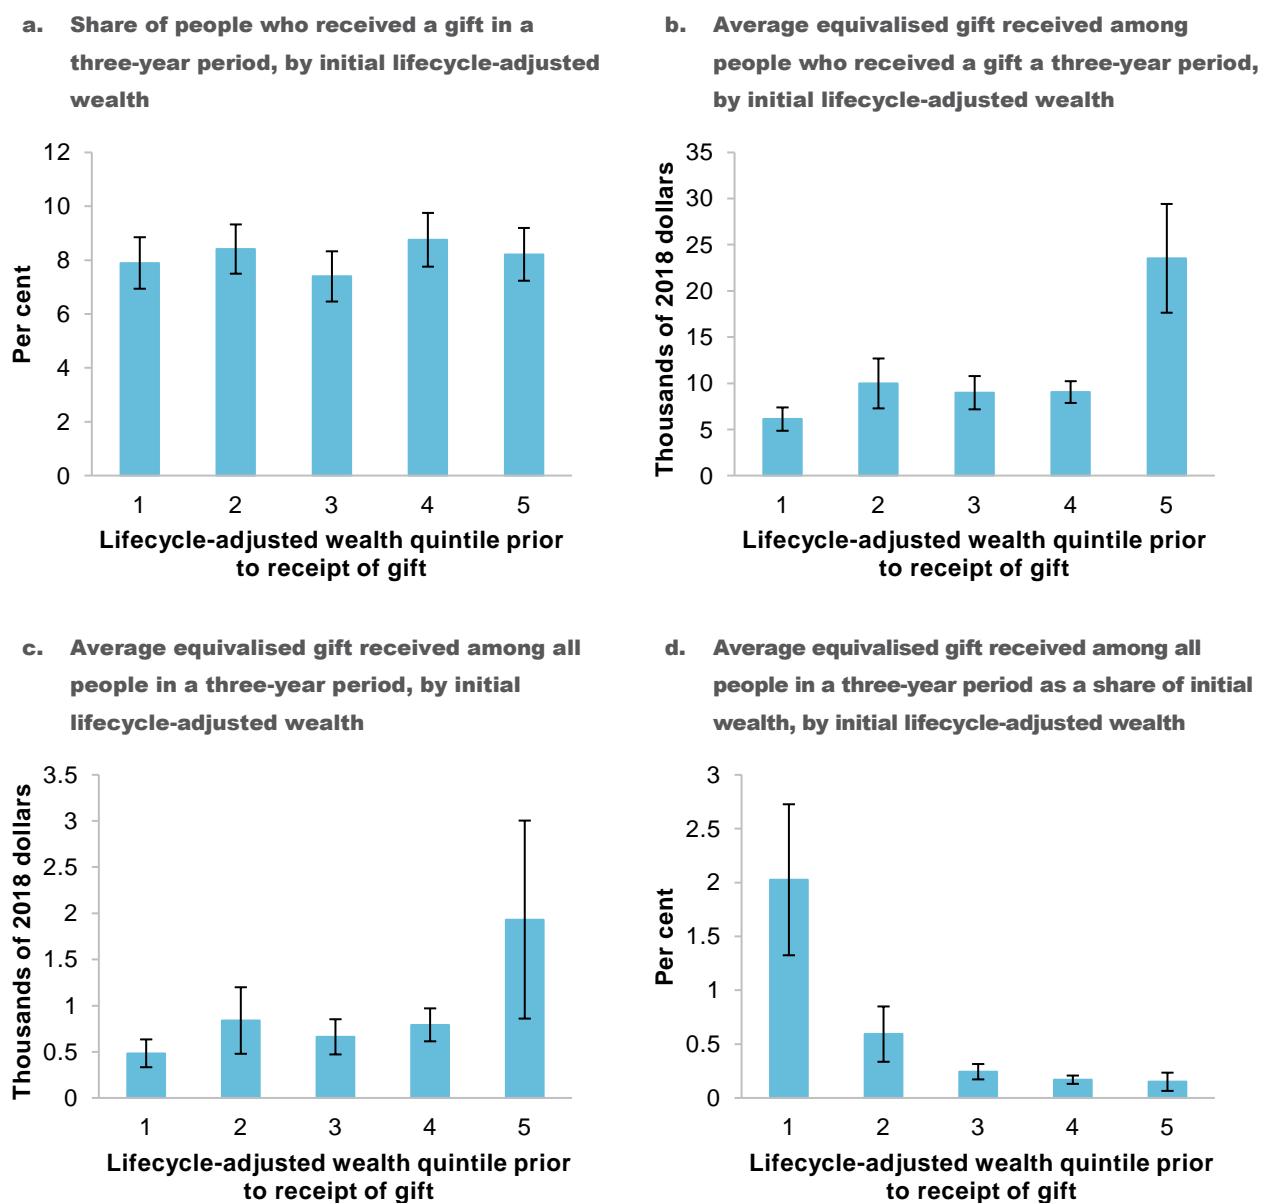 a. Share of people who received a gift in a
three-year period, by initial lifecycle-adjusted
wealth
12
10
8
6
4
2
0
Per cent
1 2 3 4 5
Lifecycle-adjusted wealth quintile prior
to receipt of gift
b. Average equivalised gift received among
people who received a gift a three-year period,
by initial lifecycle-adjusted wealth
35
30
25
20
15
10
5
0
Thousands of 2018 dollars
1 2 3 4 5
Lifecycle-adjusted wealth quintile prior
to receipt of gift
c. Average equivalised gift received among all
people in a three-year period, by initial
lifecycle-adjusted wealth
3.5
3
2.5
2
1.5
1
0.5
0
Thousands of 2018 dollars
1 2 3 4 5
Lifecycle-adjusted wealth quintile prior
to receipt of gift
d. Average equivalised gift received among all
people in a three-year period as a share of initial
wealth, by initial lifecycle-adjusted wealth
3
2.5
2
1.5
1
0.5
0
Per cent
1 2 3 4 5
Lifecycle-adjusted wealth quintile prior
to receipt of gift